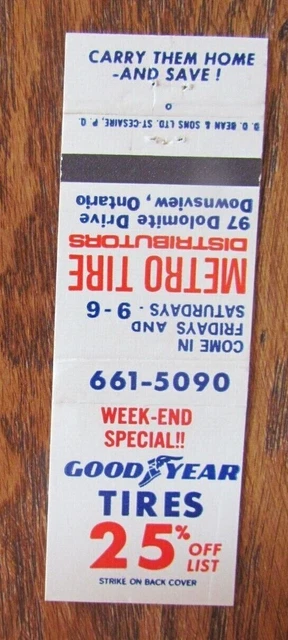 CARRY THEM HOME
-AND SAVE !
D. D. BEAN & SONS LTD. ST-CESAIRE, P. Q.
METRO TIRE
DISTRIBUTORS
97 Dolomite Drive
Downsview, Ontario
COME IN
FRIDAYS AND
SATURDAYS - 9-6
661-5090
WEEK-END
SPECIAL!!
GOODYEAR
TIRES
25% OFF
LIST
STRIKE ON BACK COVER